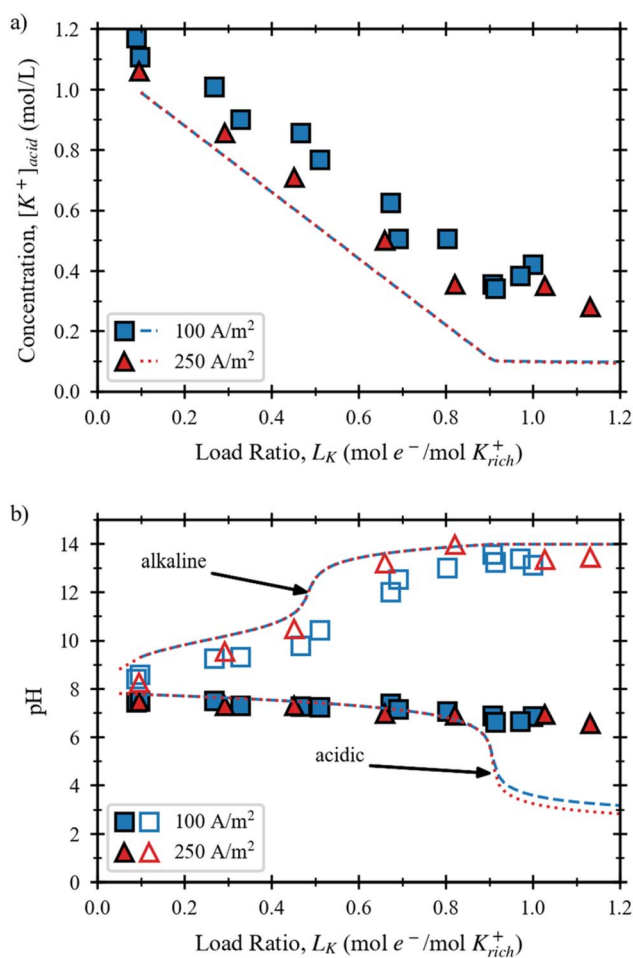 a)
1.2
1.0
0.8
0.6
0.4
0.2
0.0
Concentration, [K⁺]acid (mol/L)
100 A/m²
250 A/m²
0.0 0.2 0.4 0.6 0.8 1.0 1.2
Load Ratio, L_K (mol e⁻/mol K⁺rich)
b)
14
12
10
8
6
4
2
0
pH
alkaline
acidic
100 A/m²
250 A/m²
0.0 0.2 0.4 0.6 0.8 1.0 1.2
Load Ratio, L_K (mol e⁻/mol K⁺rich)